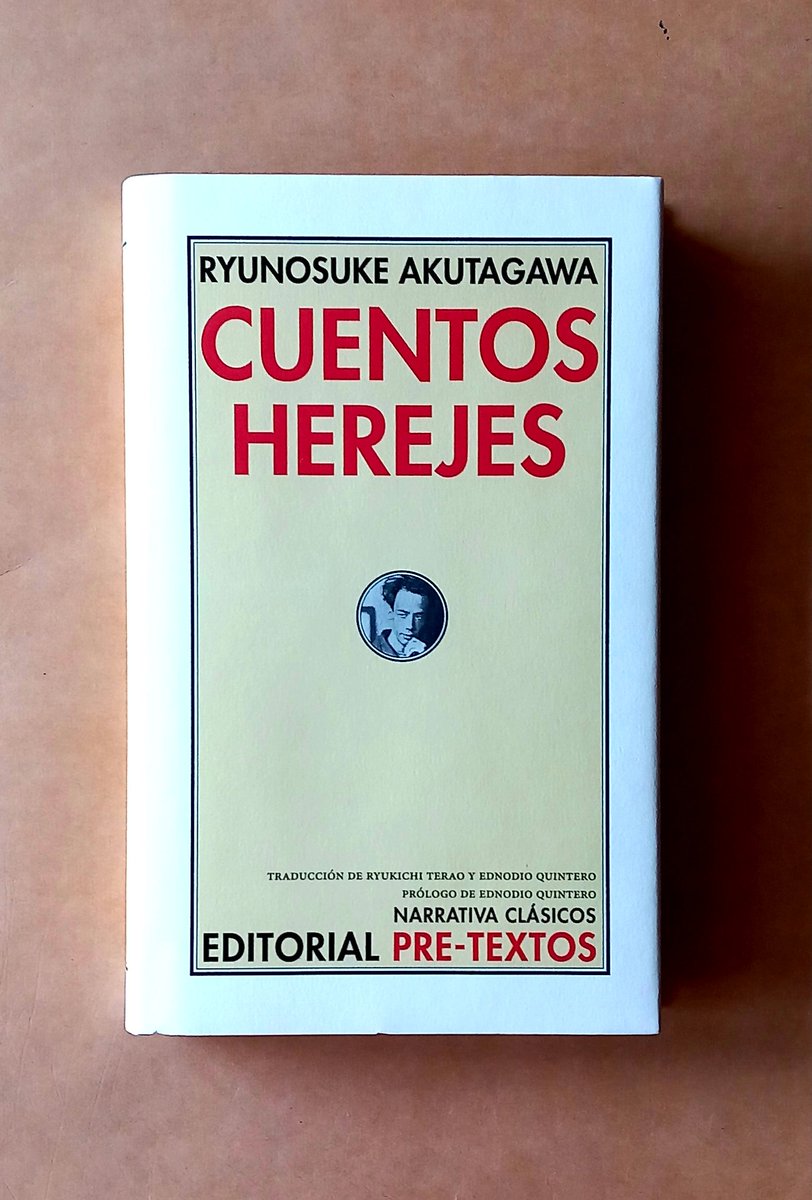 RYUNOSUKE AKUTAGAWA
CUENTOS
HEREJES
TRADUCCIÓN DE RYUKICHI TERAO Y EDNODIO QUINTERO
PRÓLOGO DE EDNODIO QUINTERO
NARRATIVA CLÁSICOS
EDITORIAL PRE-TEXTOS